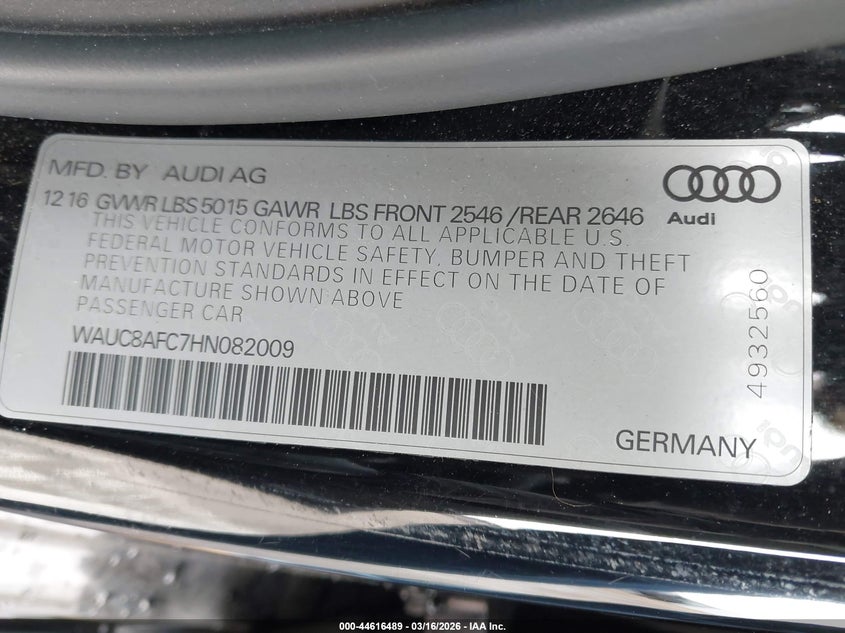 MFD. BY AUDI AG
12 16 GVWR LBS 5015 GAWR LBS FRONT 2546 /REAR 2646
THIS VEHICLE CONFORMS TO ALL APPLICABLE U.S.
FEDERAL MOTOR VEHICLE SAFETY, BUMPER AND THEFT
PREVENTION STANDARDS IN EFFECT ON THE DATE OF
MANUFACTURE SHOWN ABOVE
PASSENGER CAR
WAUC8AFC7HN082009
Audi
4932560
GERMANY
000-44616489 - 03/16/2026 - IAA Inc.